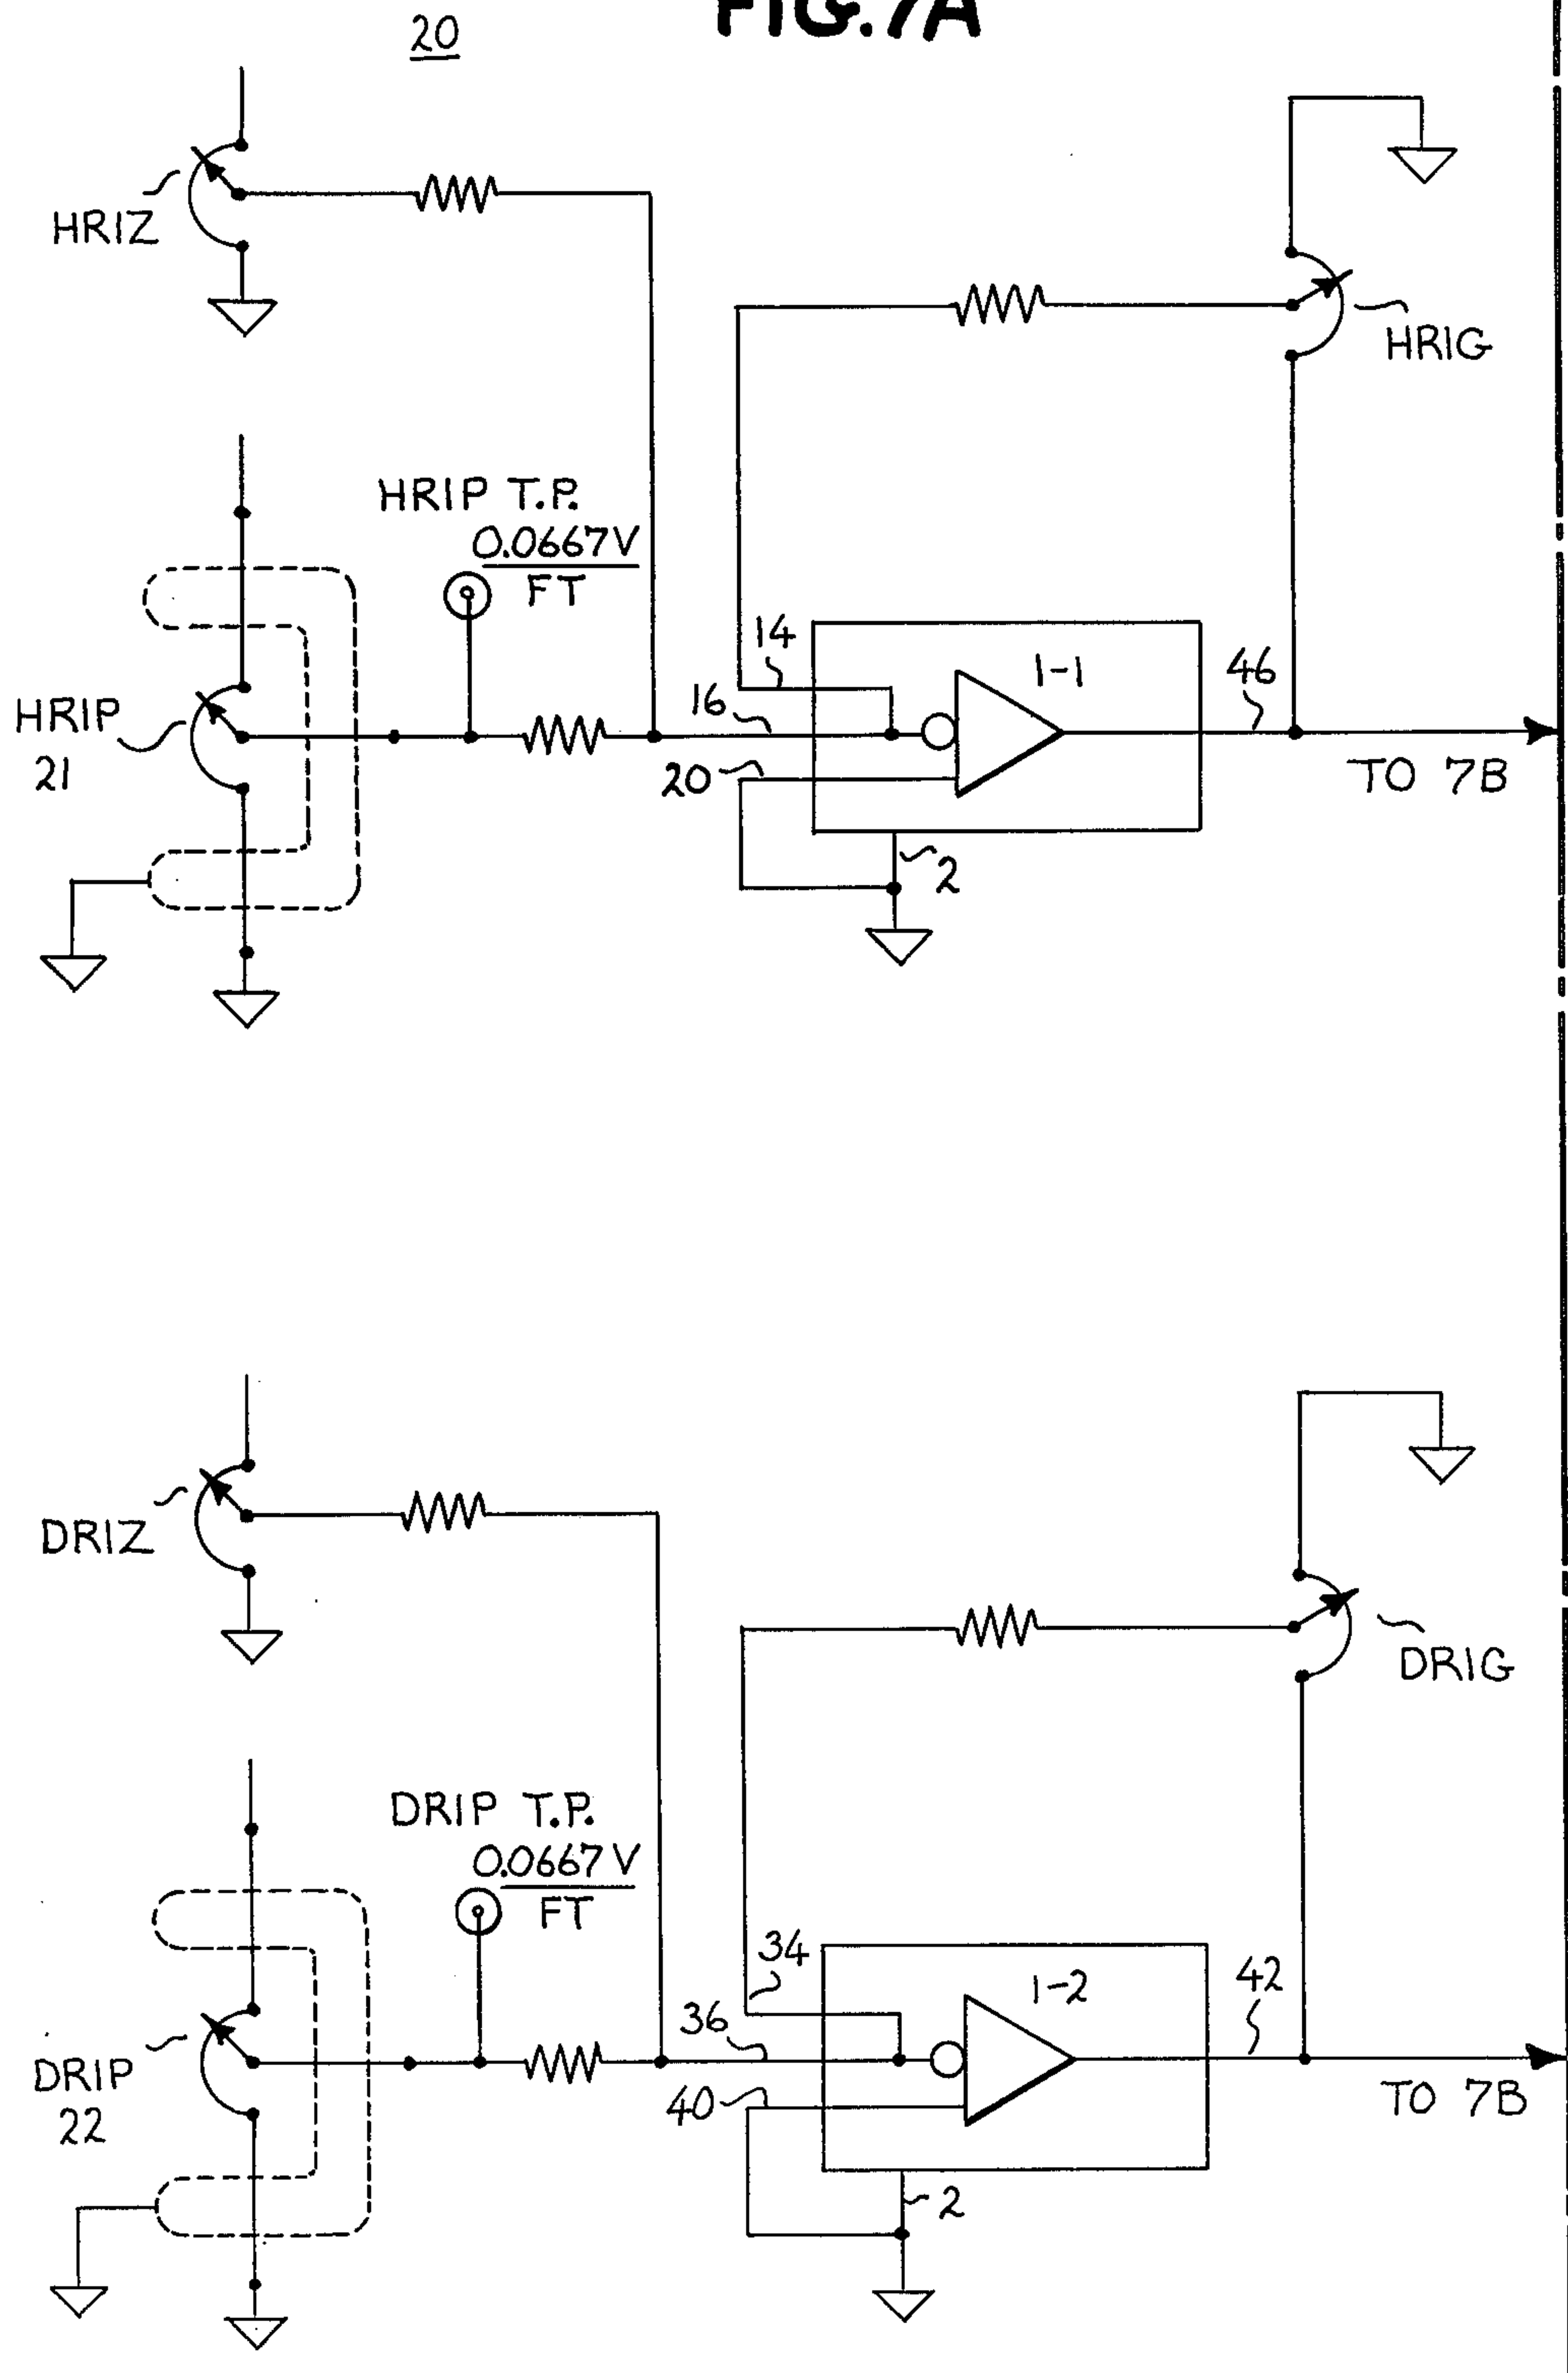 FIG.7A
20
HRIZ
HRIG
HRIP T.P.
0.0667V
FT
14
1-1
46
16
HRIP
21
20
TO 7B
2
DRIZ
DRIG
DRIP T.P.
0.0667V
FT
34
1-2
42
36
DRIP
22
40
TO 7B
2